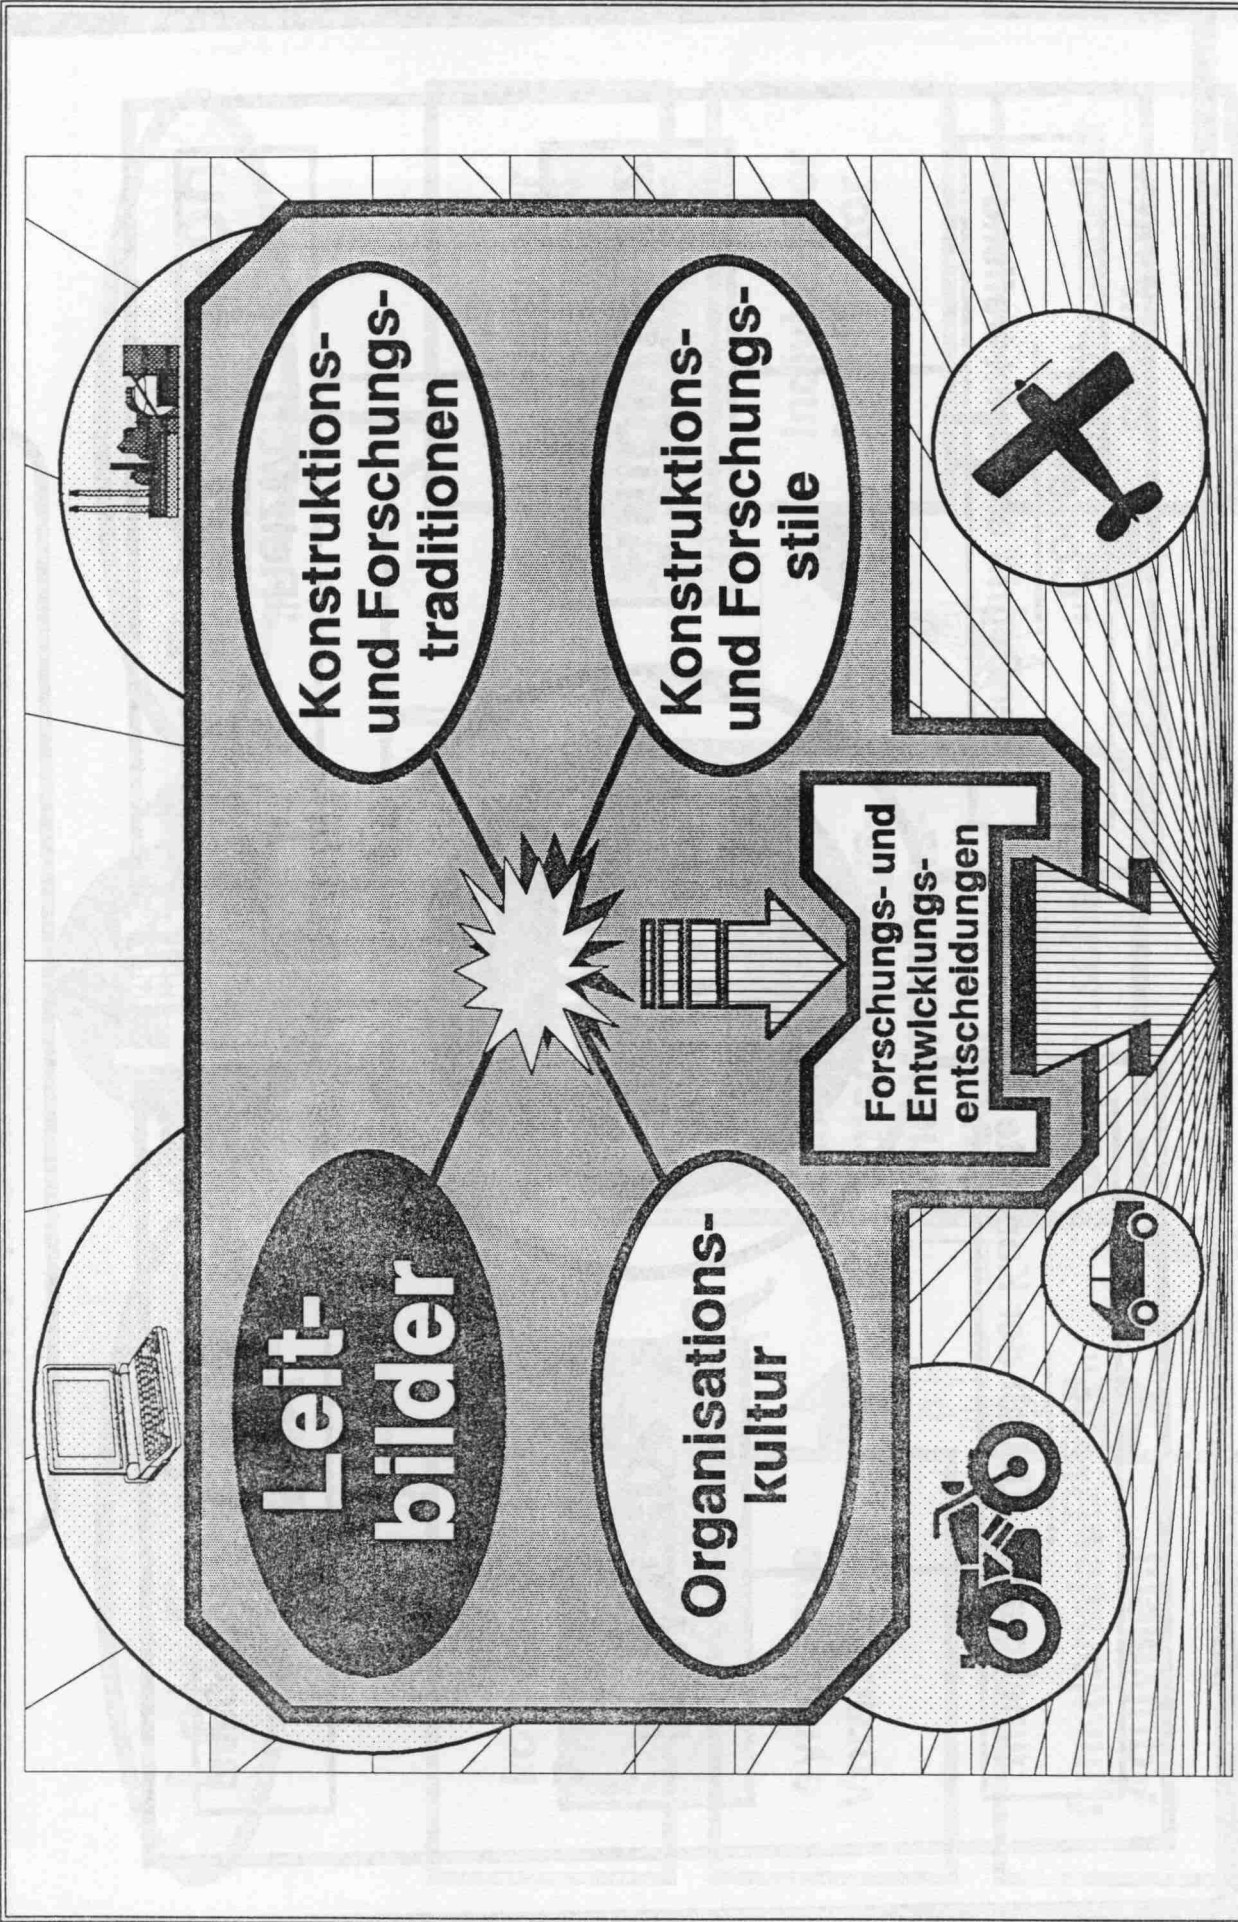 Leit-
bilder
Konstruktions-
und Forschungs-
traditionen
Organisations-
kultur
Konstruktions-
und Forschungs-
stile
Forschungs- und
Entwicklungs-
entscheidungen